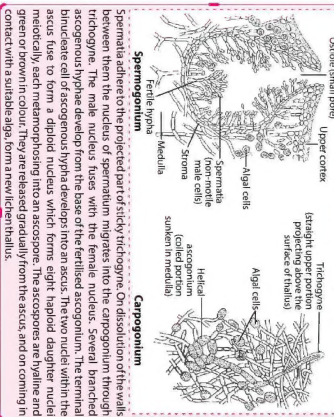 Ostiole (small pore)
Upper cortex
Algal cells
Spermatia
(non-motile
male cells)
Stroma
Medulla
Fertile hypha
Spermogonium
Trichogyne
(straight upper portion
projecting above the
surface of thallus)
Algal cells
Helical
ascogonium
(coiled portion
sunken in medulla)
Carpogonium
Spermatia adhere to the projected part of sticky trichogyne. On dissolution of the walls
between them the nucleus of spermatium migrates into the carpogonium through
trichogyne. The male nucleus fuses with the female nucleus. Several branched
ascogenous hyphae develop from the base of the fertilised ascogonium. The terminal
binucleate cell of ascogenous hypha develops into an ascus. The two nuclei within the
ascus fuse to form a diploid nucleus which forms eight haploid daughter nuclei
meiotically, each metamorphosing into an ascospore. The ascospores are hyaline and
green or brown in colour. They are released gradually from the ascus, and on coming in
contact with a suitable alga, form a new lichen thallus.